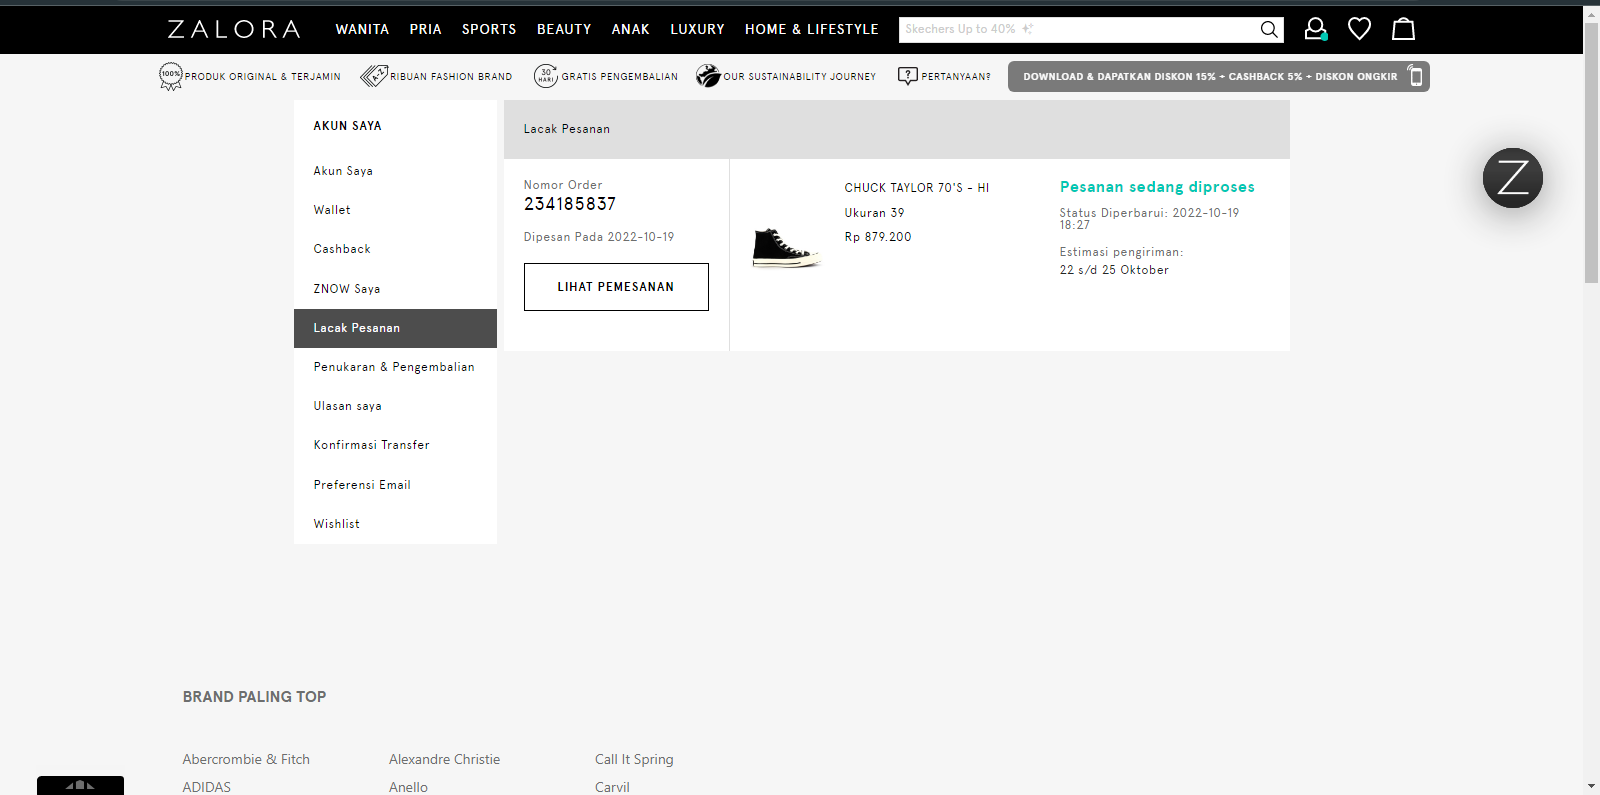 ZALORA WANITA PRIA SPORTS BEAUTY ANAK LUXURY HOME & LIFESTYLE Skechers Up to 40%
100% PRODUK ORIGINAL & TERJAMIN A-Z RIBUAN FASHION BRAND 30 HARI GRATIS PENGEMBALIAN OUR SUSTAINABILITY JOURNEY ? PERTANYAAN? DOWNLOAD & DAPATKAN DISKON 15% + CASHBACK 5% + DISKON ONGKIR
AKUN SAYA
Akun Saya
Wallet
Cashback
ZNOW Saya
Lacak Pesanan
Penukaran & Pengembalian
Ulasan saya
Konfirmasi Transfer
Preferensi Email
Wishlist
Lacak Pesanan
Nomor Order
234185837
Dipesan Pada 2022-10-19
LIHAT PEMESANAN
CHUCK TAYLOR 70'S - HI
Ukuran 39
Rp 879.200
Pesanan sedang diproses
Status Diperbarui: 2022-10-19
18:27
Estimasi pengiriman:
22 s/d 25 Oktober
Z
BRAND PALING TOP
Abercrombie & Fitch Alexandre Christie Call It Spring
ADIDAS Anello Carvil